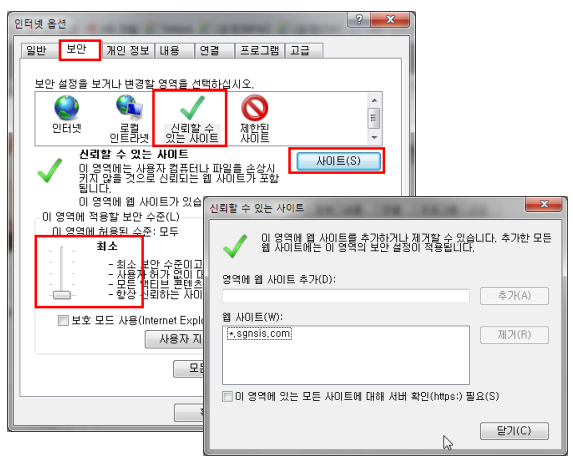 인터넷 옵션
일반 보안 개인 정보 내용 연결 프로그램 고급
보안 설정을 보거나 변경할 영역을 선택하십시오.
인터넷
로컬 인트라넷
신뢰할 수 있는 사이트
제한된 사이트
신뢰할 수 있는 사이트
사이트(S)
이 영역에는 사용자 컴퓨터나 파일을 손상시
키지 않을 것으로 신뢰되는 웹 사이트가 포함
됩니다.
이 영역에 웹 사이트가 있습
이 영역에 적용할 보안 수준(L)
이 영역에 허용된 수준: 모두
최소
- 최소 보안 수준이고
- 사용자 허가 없이 대
- 모든 액티브 콘텐츠
- 항상 신뢰하는 사이
보호 모드 사용(Internet Explo
사용자 지
모든
신뢰할 수 있는 사이트
이 영역에 웹 사이트를 추가하거나 제거할 수 있습니다. 추가한 모든
웹 사이트에는 이 영역의 보안 설정이 적용됩니다.
영역에 웹 사이트 추가(D):
추가(A)
웹 사이트(W):
*.sgnsis.com
제거(R)
이 영역에 있는 모든 사이트에 대해 서버 확인(https:) 필요(S)
닫기(C)